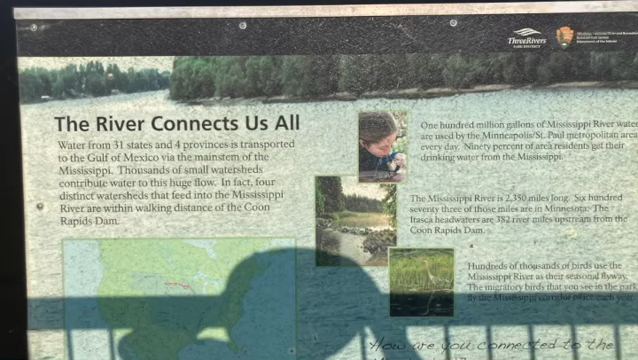 ThreeRivers
PARK DISTRICT
The River Connects Us All
Water from 31 states and 4 provinces is transported
to the Gulf of Mexico via the mainstem of the
Mississippi. Thousands of small watersheds
contribute water to this huge flow. In fact, four
distinct watersheds that feed into the Mississippi
River are within walking distance of the Coon
Rapids Dam.
One hundred million gallons of Mississippi River water
are used by the Minneapolis/St. Paul metropolitan area
every day. Ninety percent of area residents get their
drinking water from the Mississippi.
The Mississippi River is 2,350 miles long. Six hundred
seventy three of those miles are in Minnesota. The
Itasca headwaters are 382 river miles upstream from the
Coon Rapids Dam.
Hundreds of thousands of birds use the
Mississippi River as their seasonal flyway.
The migratory birds that you see in the park
fly the Mississippi corridor twice each year.
How are you connected to the